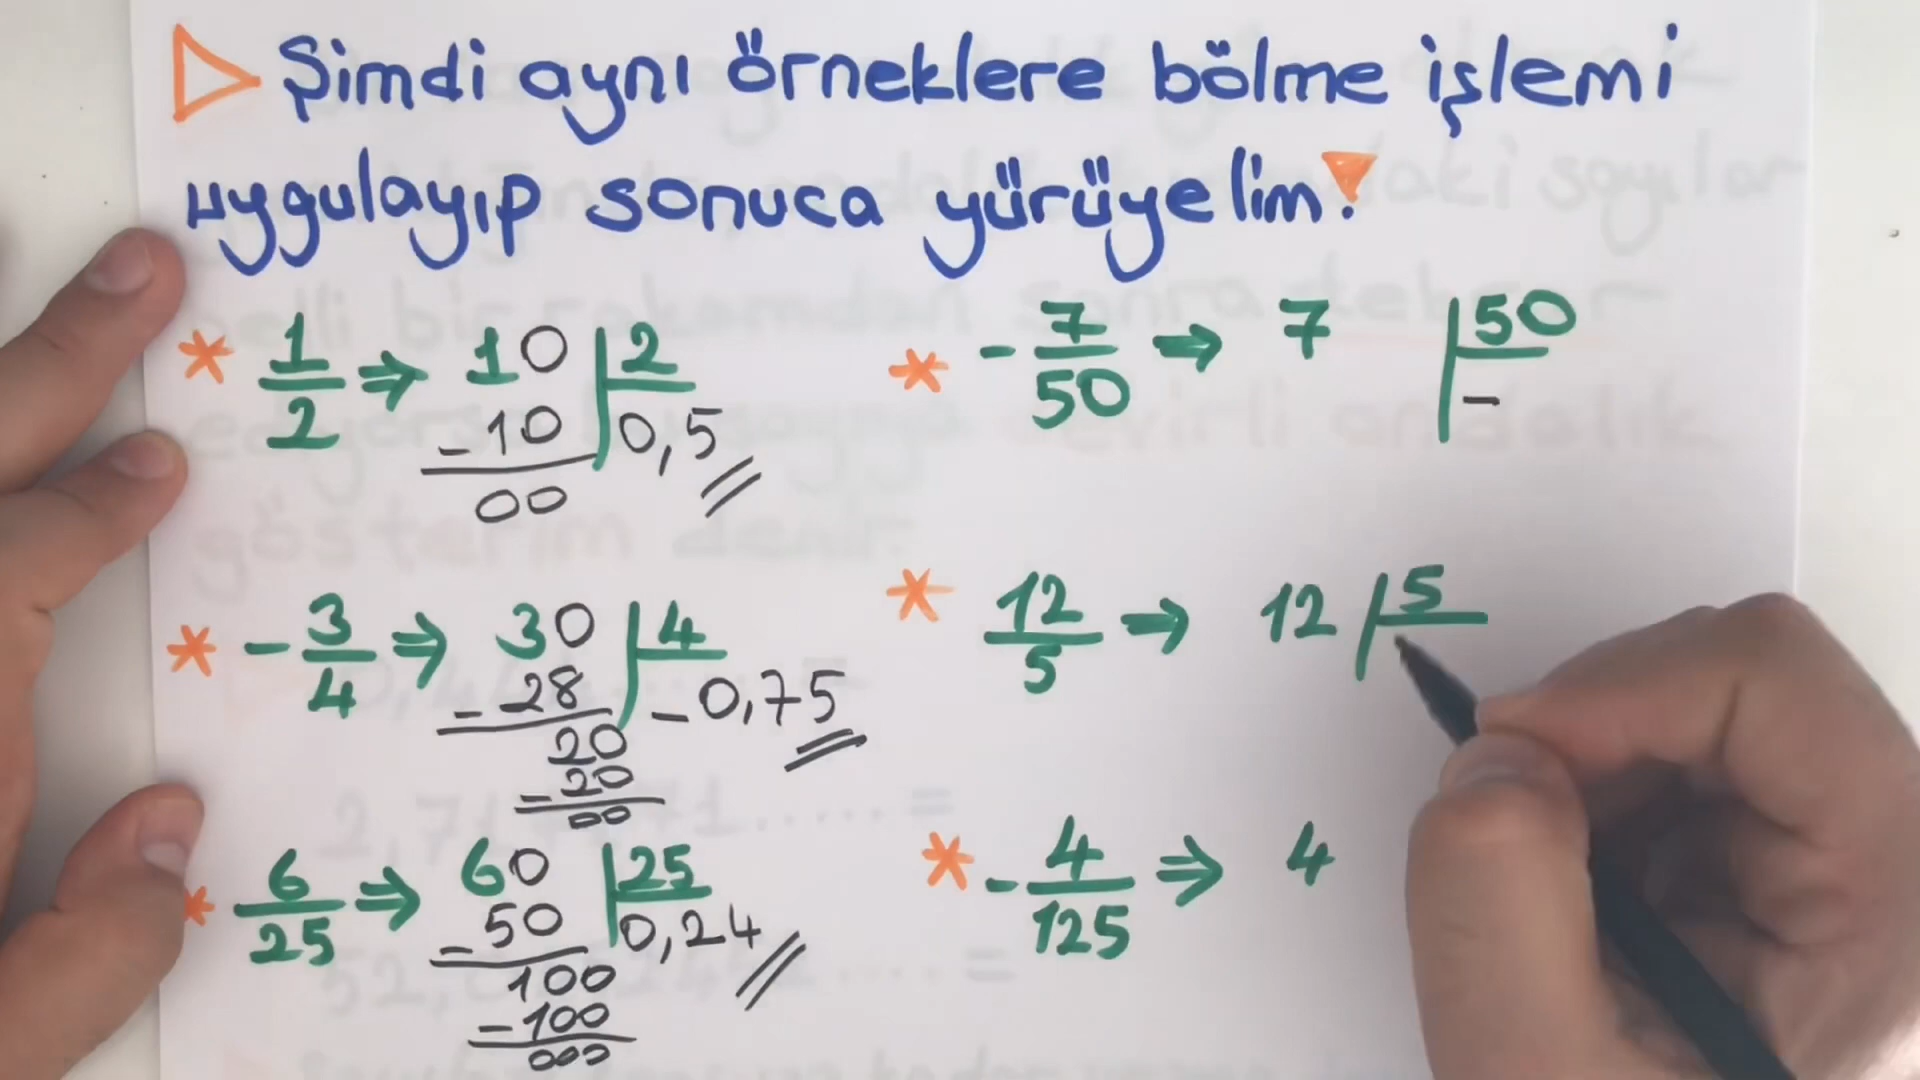 Şimdi aynı örneklere bölme işlemi
uygulayıp sonuca yürüyelim!
* 1/2 ⇒ 10 | 2
- 10 0,5
00
* - 3/4 ⇒ 30 | 4
- 28 - 0,75
20
- 20
00
* 6/25 ⇒ 60 | 25
- 50 0,24
100
- 100
000
* - 7/50 → 7 | 50
-
* 12/5 → 12 | 5
* - 4/125 ⇒ 4